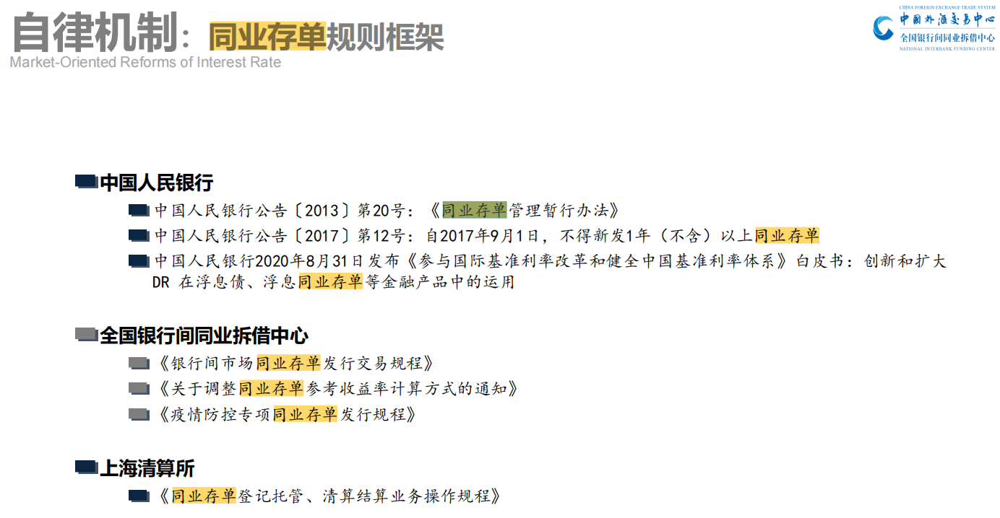 自律机制：同业存单规则框架
Market-Oriented Reforms of Interest Rate
CHINA FOREIGN EXCHANGE TRADE SYSTEM
中国外汇交易中心
全国银行间同业拆借中心
NATIONAL INTERBANK FUNDING CENTER
中国人民银行
中国人民银行公告〔2013〕第20号：《同业存单管理暂行办法》
中国人民银行公告〔2017〕第12号：自2017年9月1日，不得新发1年（不含）以上同业存单
中国人民银行2020年8月31日发布《参与国际基准利率改革和健全中国基准利率体系》白皮书：创新和扩大
DR 在浮息债、浮息同业存单等金融产品中的运用
全国银行间同业拆借中心
《银行间市场同业存单发行交易规程》
《关于调整同业存单参考收益率计算方式的通知》
《疫情防控专项同业存单发行规程》
上海清算所
《同业存单登记托管、清算结算业务操作规程》